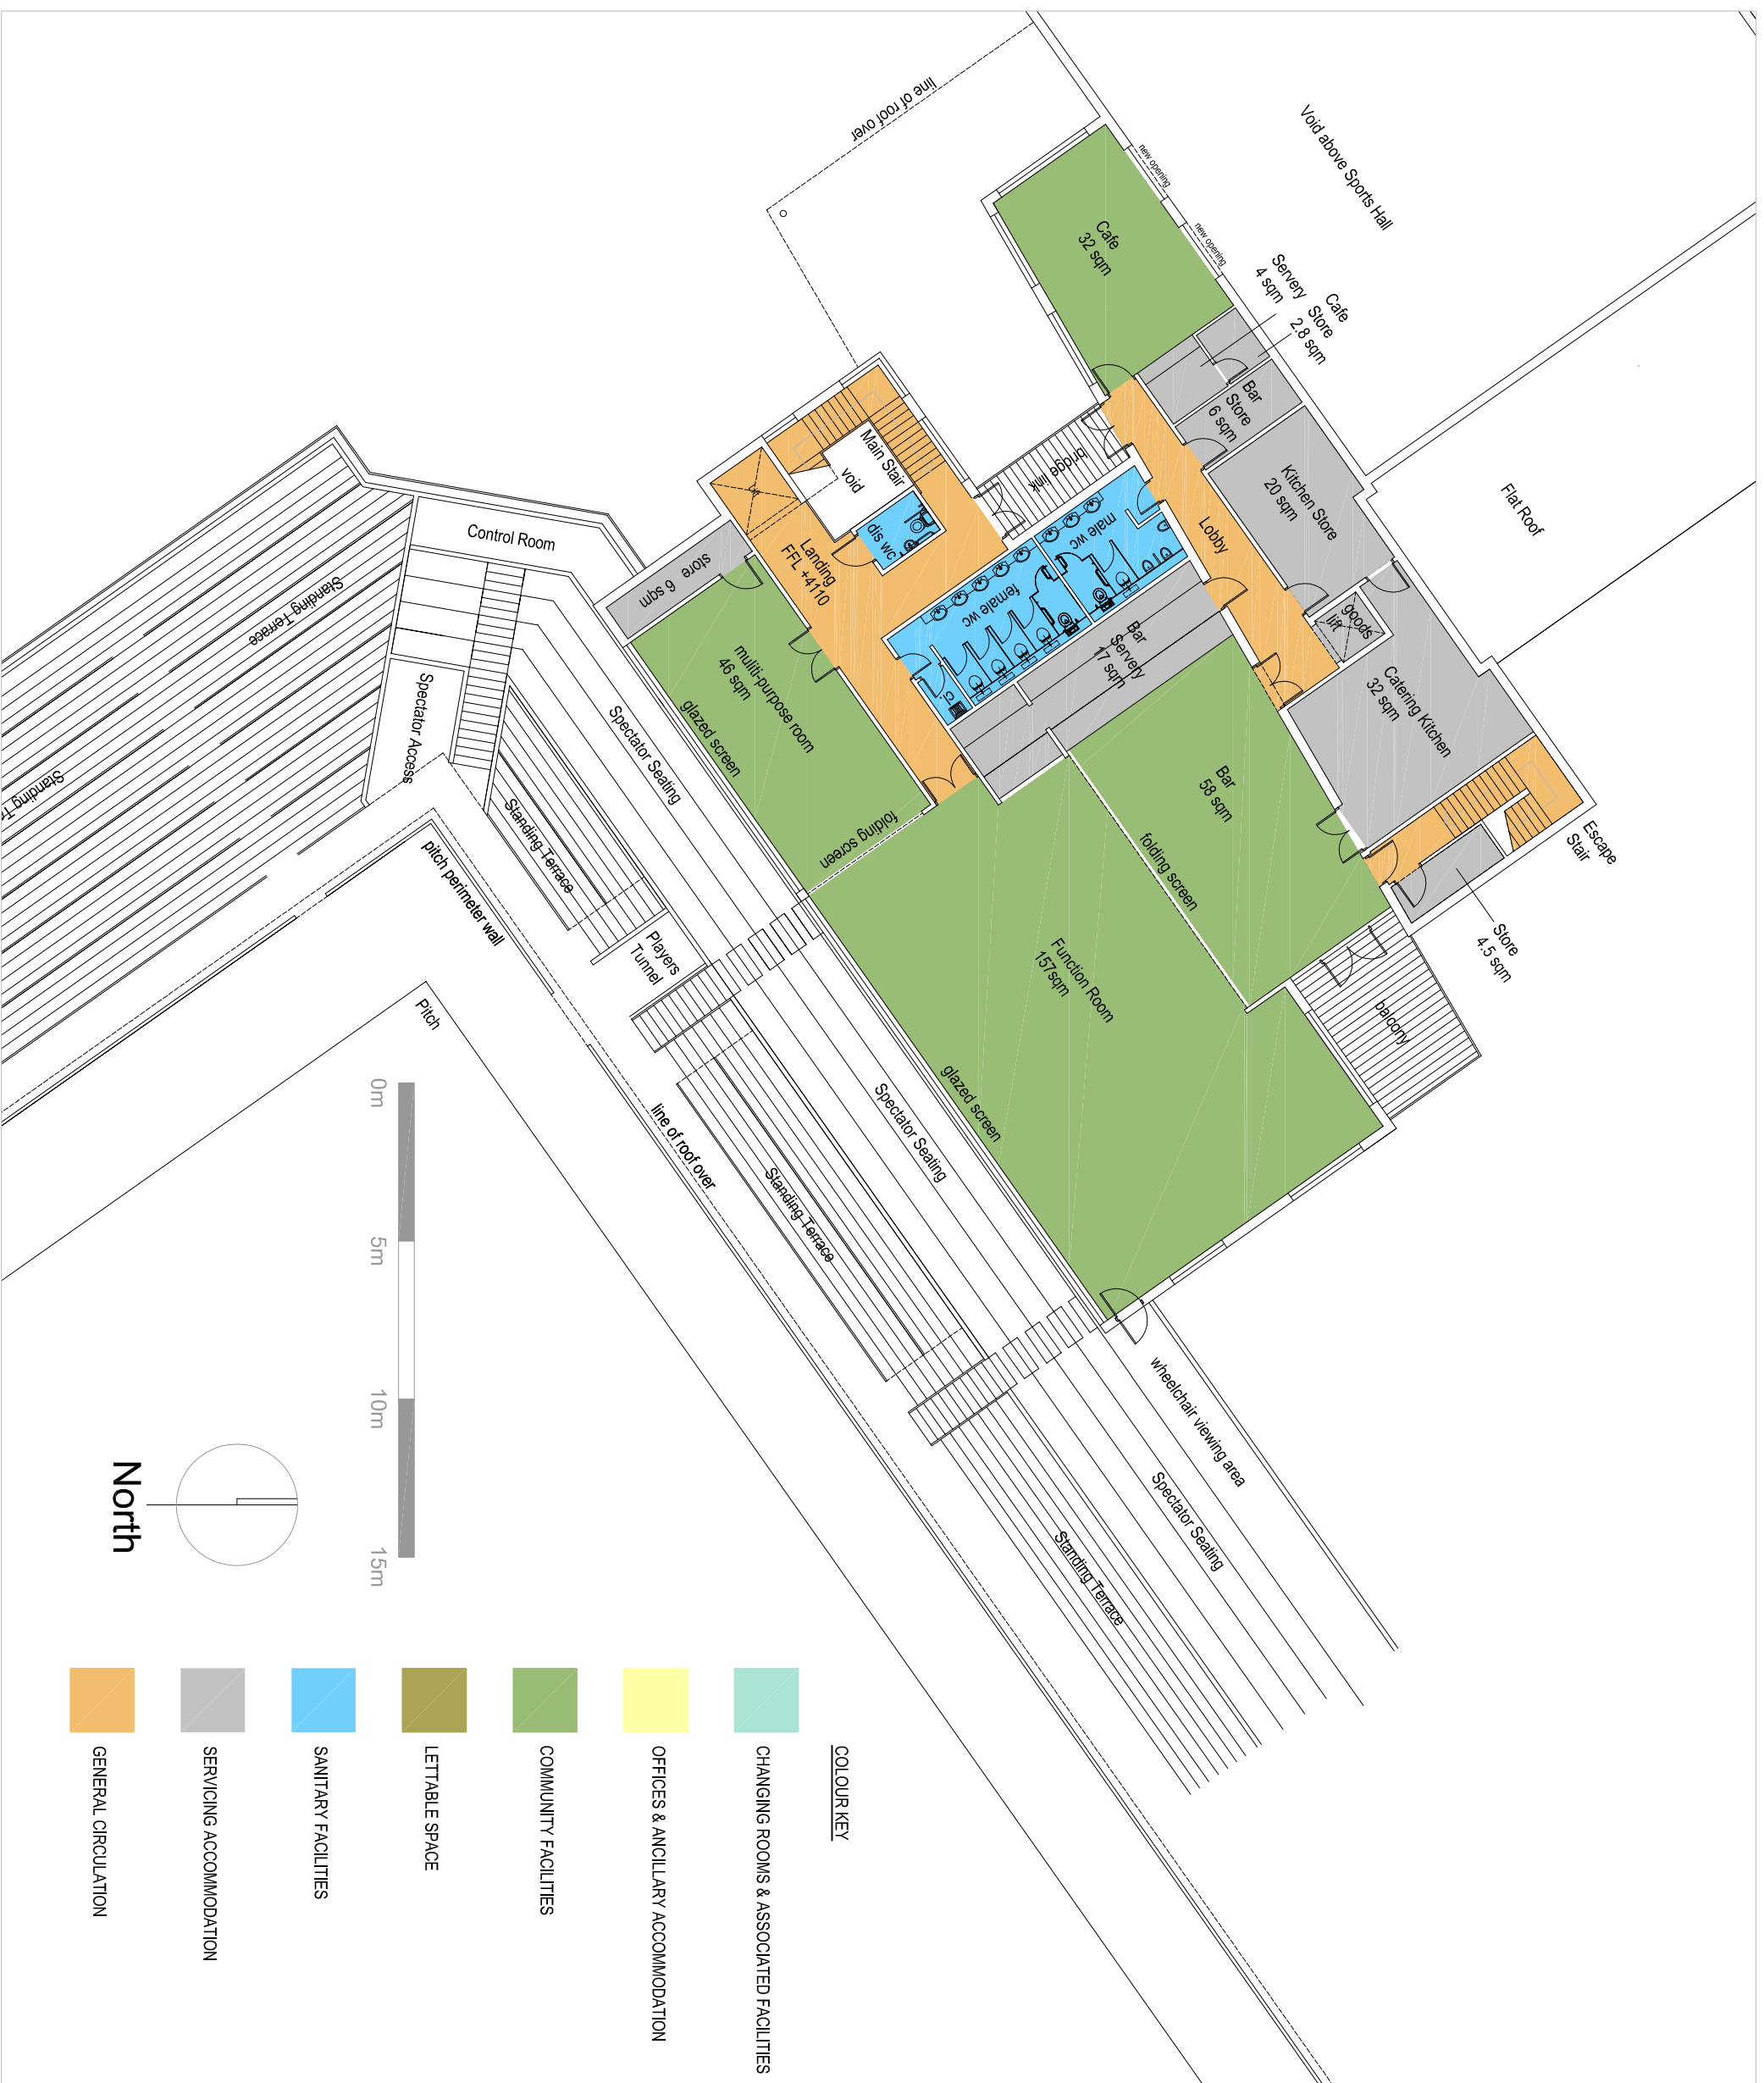 line of roof over
Void above Sports Hall
new opening
new opening
Cafe
32 sqm
Servery
4 sqm
Cafe
Store
2.8 sqm
Bar
Store
6 sqm
Kitchen Store
20 sqm
Flat Roof
Main Stair
void
Lift
dis wc
bridge link
male wc
female wc
cl
Lobby
goods
lift
Catering Kitchen
32 sqm
Bar
Servery
17 sqm
Landing
FFL +4110
store 6 sqm
muliti-purpose room
46 sqm
glazed screen
folding screen
Bar
58 sqm
folding screen
Escape
Stair
Store
4.5 sqm
balcony
Function Room
157sqm
glazed screen
Control Room
Standing Terrace
Standing Te
Spectator Access
Spectator Seating
Standing Terrace
Players
Tunnel
pitch perimeter wall
Pitch
line of roof over
Spectator Seating
Standing Terrace
wheelchair viewing area
Spectator Seating
Standing Terrace
0m
5m
10m
15m
North
COLOUR KEY
CHANGING ROOMS & ASSOCIATED FACILITIES
OFFICES & ANCILLARY ACCOMMODATION
COMMUNITY FACILITIES
LETTABLE SPACE
SANITARY FACILITIES
SERVICING ACCOMMODATION
GENERAL CIRCULATION